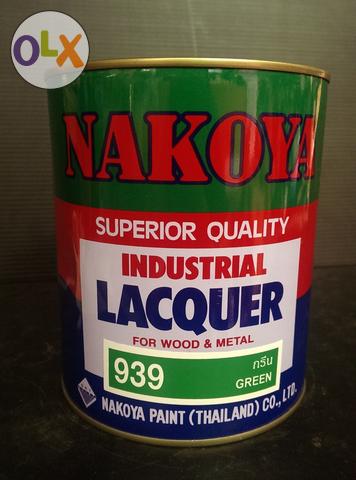 OLX
NAKOYA
SUPERIOR QUALITY
INDUSTRIAL
LACQUER
FOR WOOD & METAL
939
กรีน
GREEN
NAKOYA PAINT (THAILAND) CO., LTD.